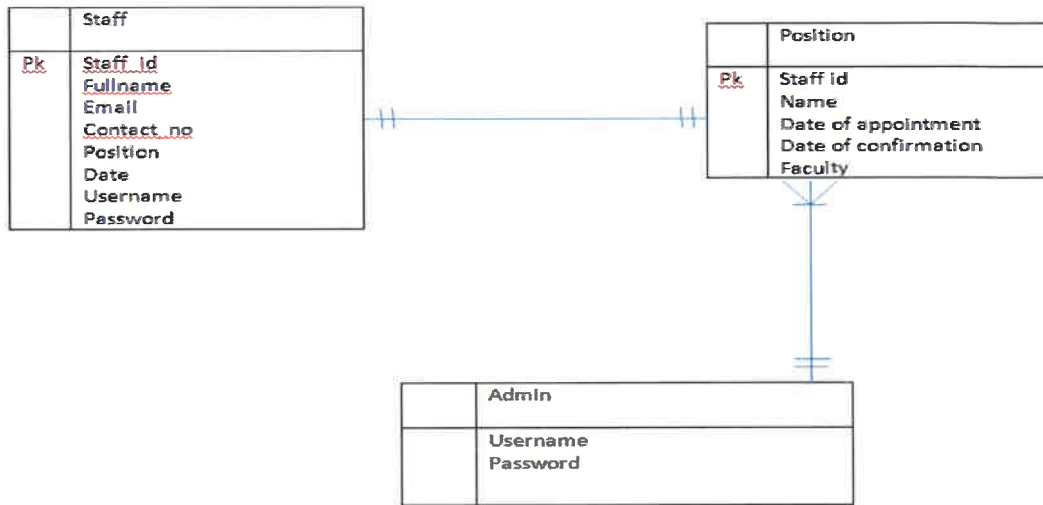 Staff
Pk Staff_id
Fullname
Email
Contact_no
Position
Date
Username
Password
Position
Pk Staff id
Name
Date of appointment
Date of confirmation
Faculty
Admin
Username
Password